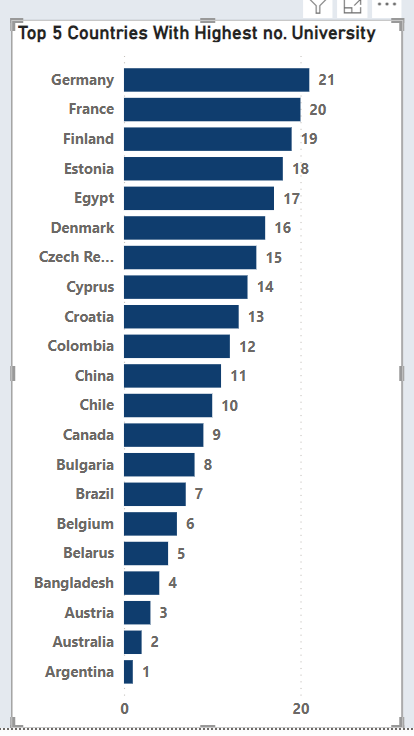 Top 5 Countries With Highest no. University
Germany 21
France 20
Finland 19
Estonia 18
Egypt 17
Denmark 16
Czech Re... 15
Cyprus 14
Croatia 13
Colombia 12
China 11
Chile 10
Canada 9
Bulgaria 8
Brazil 7
Belgium 6
Belarus 5
Bangladesh 4
Austria 3
Australia 2
Argentina 1
0 20